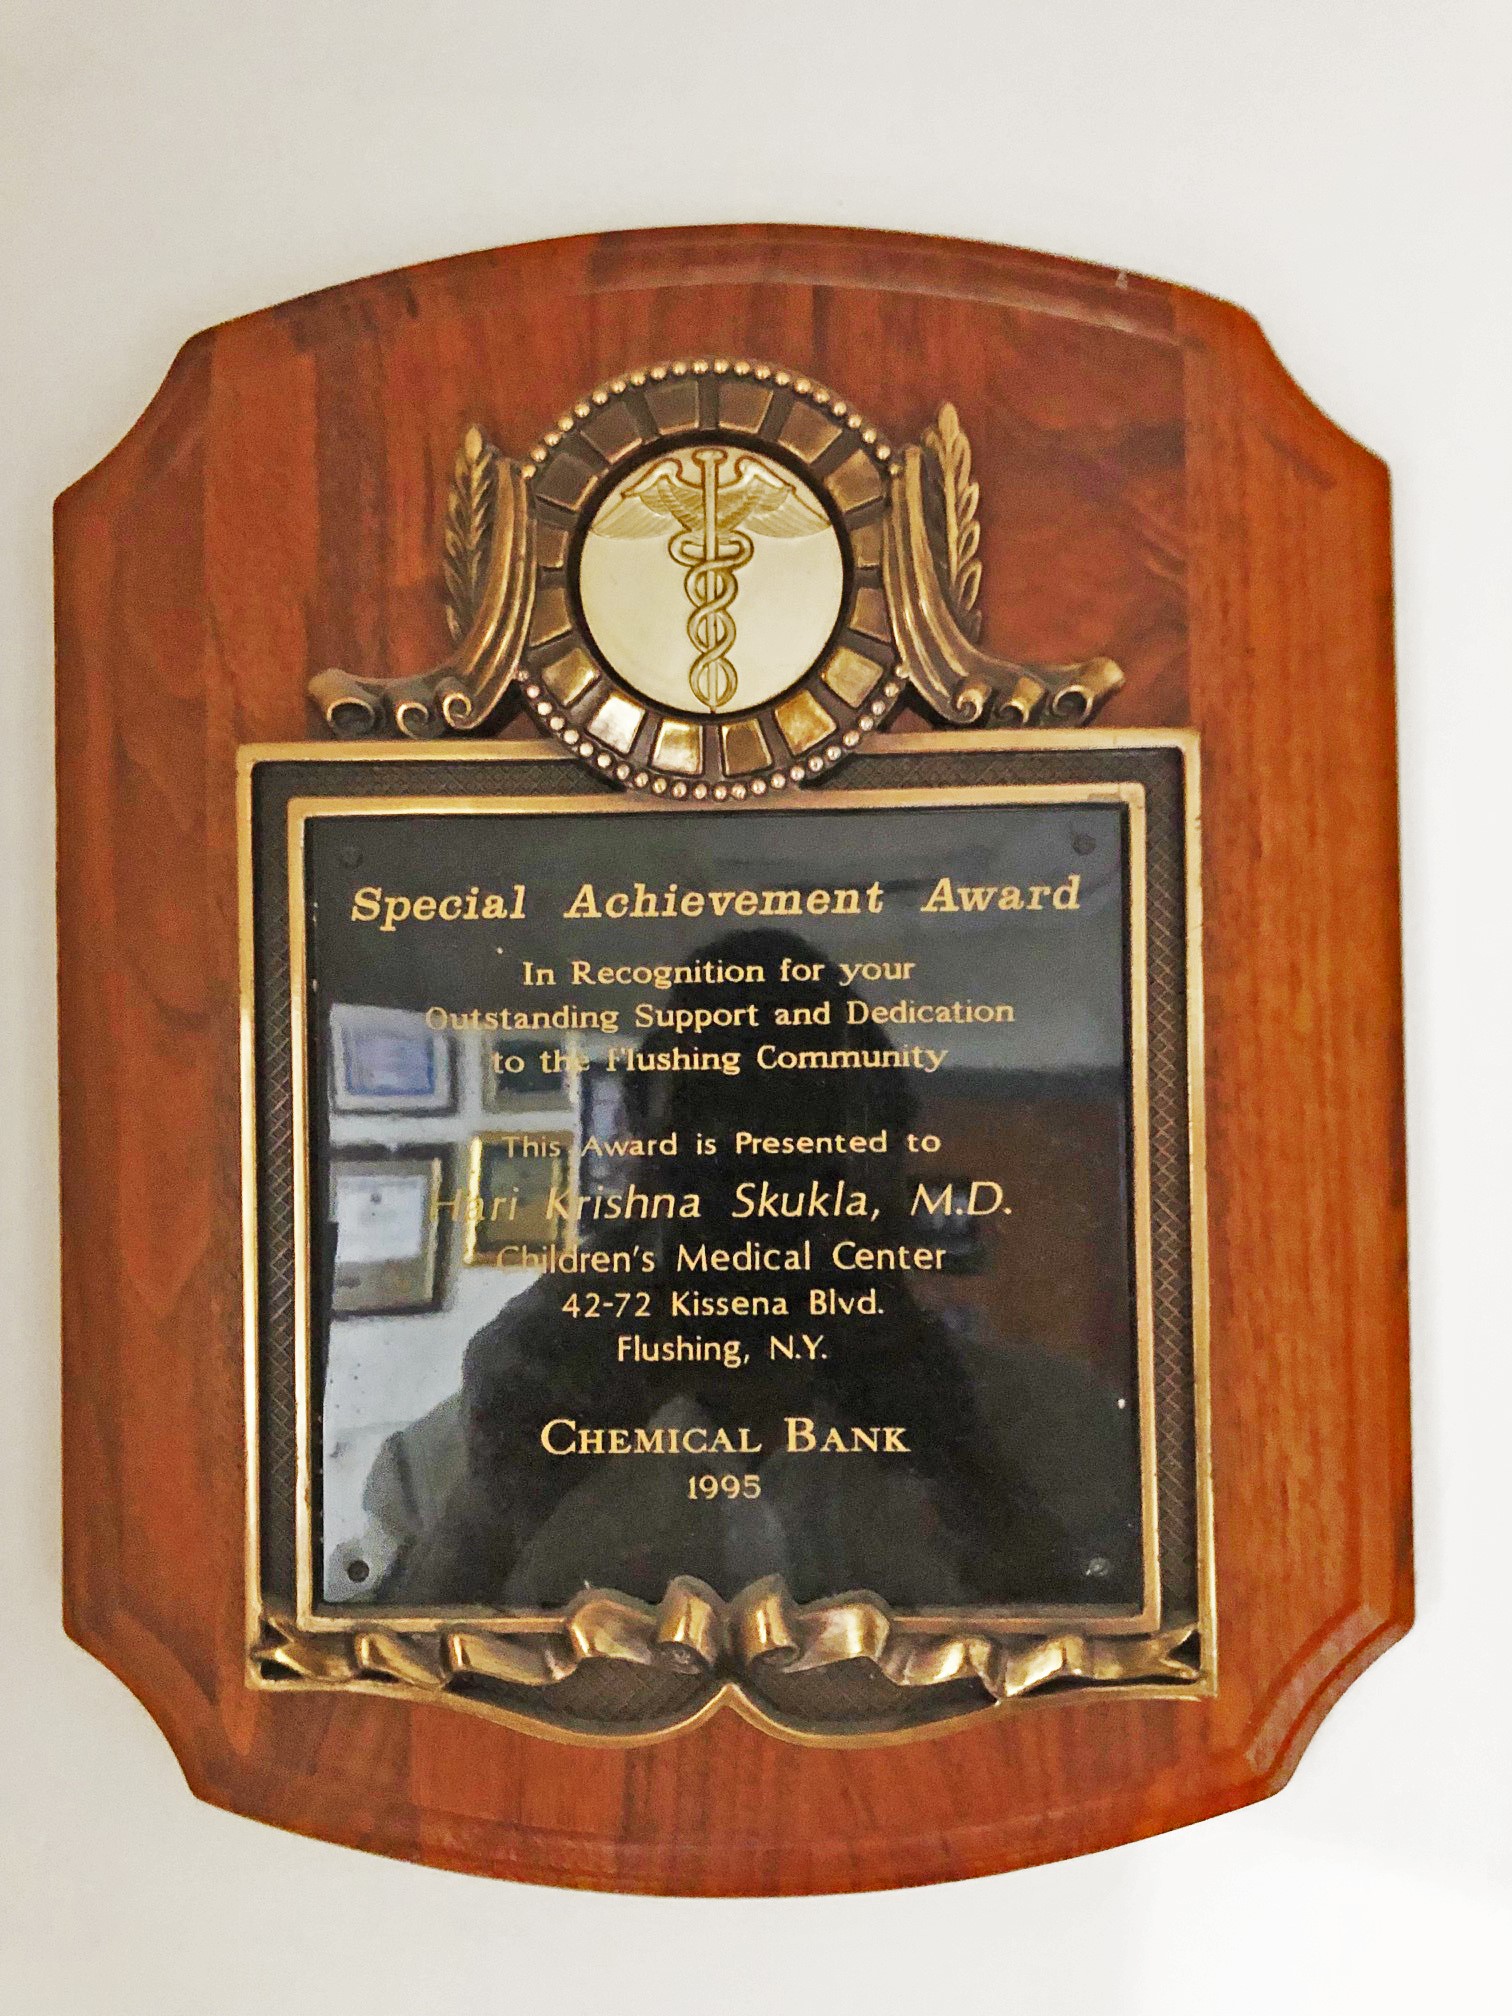 Special Achievement Award
In Recognition for your
Outstanding Support and Dedication
to the Flushing Community
This Award is Presented to
Hari Krishna Skukla, M.D.
Children's Medical Center
42-72 Kissena Blvd.
Flushing, N.Y.
CHEMICAL BANK
1995